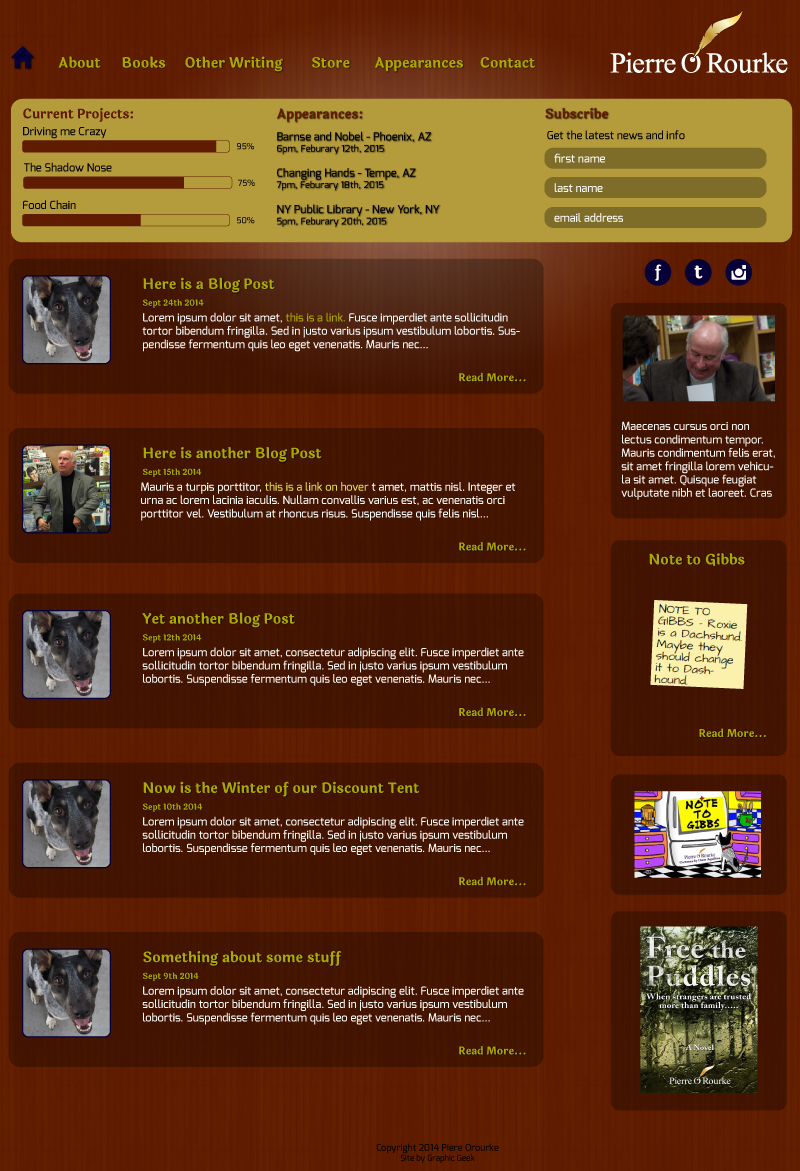 About Books Other Writing Store Appearances Contact
Pierre O'Rourke
Current Projects:
Driving me Crazy
95%
The Shadow Nose
75%
Food Chain
50%
Appearances:
Barnse and Nobel - Phoenix, AZ
6pm, Feburary 12th, 2015
Changing Hands - Tempe, AZ
7pm, Feburary 18th, 2015
NY Public Library - New York, NY
5pm, Feburary 20th, 2015
Subscribe
Get the latest news and info
first name
last name
email address
f t
Here is a Blog Post
Sept 24th 2014
Lorem ipsum dolor sit amet, this is a link. Fusce imperdiet ante sollicitudin
tortor bibendum fringilla. Sed in justo varius ipsum vestibulum lobortis. Sus-
pendisse fermentum quis leo eget venenatis. Mauris nec...
Read More...
Here is another Blog Post
Sept 15th 2014
Mauris a turpis porttitor, this is a link on hover t amet, mattis nisl. Integer et
urna ac lorem lacinia iaculis. Nullam convallis varius est, ac venenatis orci
porttitor vel. Vestibulum at rhoncus risus. Suspendisse quis felis nisl...
Read More...
Yet another Blog Post
Sept 12th 2014
Lorem ipsum dolor sit amet, consectetur adipiscing elit. Fusce imperdiet ante
sollicitudin tortor bibendum fringilla. Sed in justo varius ipsum vestibulum
lobortis. Suspendisse fermentum quis leo eget venenatis. Mauris nec...
Read More...
Now is the Winter of our Discount Tent
Sept 10th 2014
Lorem ipsum dolor sit amet, consectetur adipiscing elit. Fusce imperdiet ante
sollicitudin tortor bibendum fringilla. Sed in justo varius ipsum vestibulum
lobortis. Suspendisse fermentum quis leo eget venenatis. Mauris nec...
Read More...
Something about some stuff
Sept 9th 2014
Lorem ipsum dolor sit amet, consectetur adipiscing elit. Fusce imperdiet ante
sollicitudin tortor bibendum fringilla. Sed in justo varius ipsum vestibulum
lobortis. Suspendisse fermentum quis leo eget venenatis. Mauris nec...
Read More...
Maecenas cursus orci non
lectus condimentum tempor.
Mauris condimentum felis erat,
sit amet fringilla lorem vehicu-
la sit amet. Quisque feugiat
vulputate nibh et laoreet. Cras
Note to Gibbs
NOTE TO
GIBBS - Roxie
is a Dachshund.
Maybe they
should change
it to Dash-
hound.
Read More...
NOTE
TO
GIBBS
Pierre O'Rourke
Free the
Puddles
When strangers are trusted
more than family.....
A Novel
Pierre O'Rourke
Copyright 2014 Piere Orourke
Site by Graphic Geek